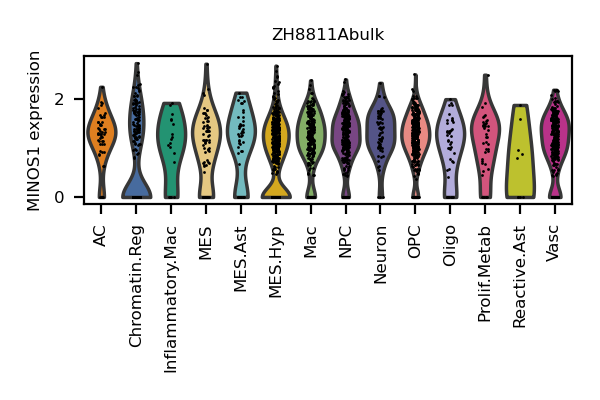 ZH8811Abulk
MINOS1 expression
2
0
AC
Chromatin.Reg
Inflammatory.Mac
MES
MES.Ast
MES.Hyp
Mac
NPC
Neuron
OPC
Oligo
Prolif.Metab
Reactive.Ast
Vasc